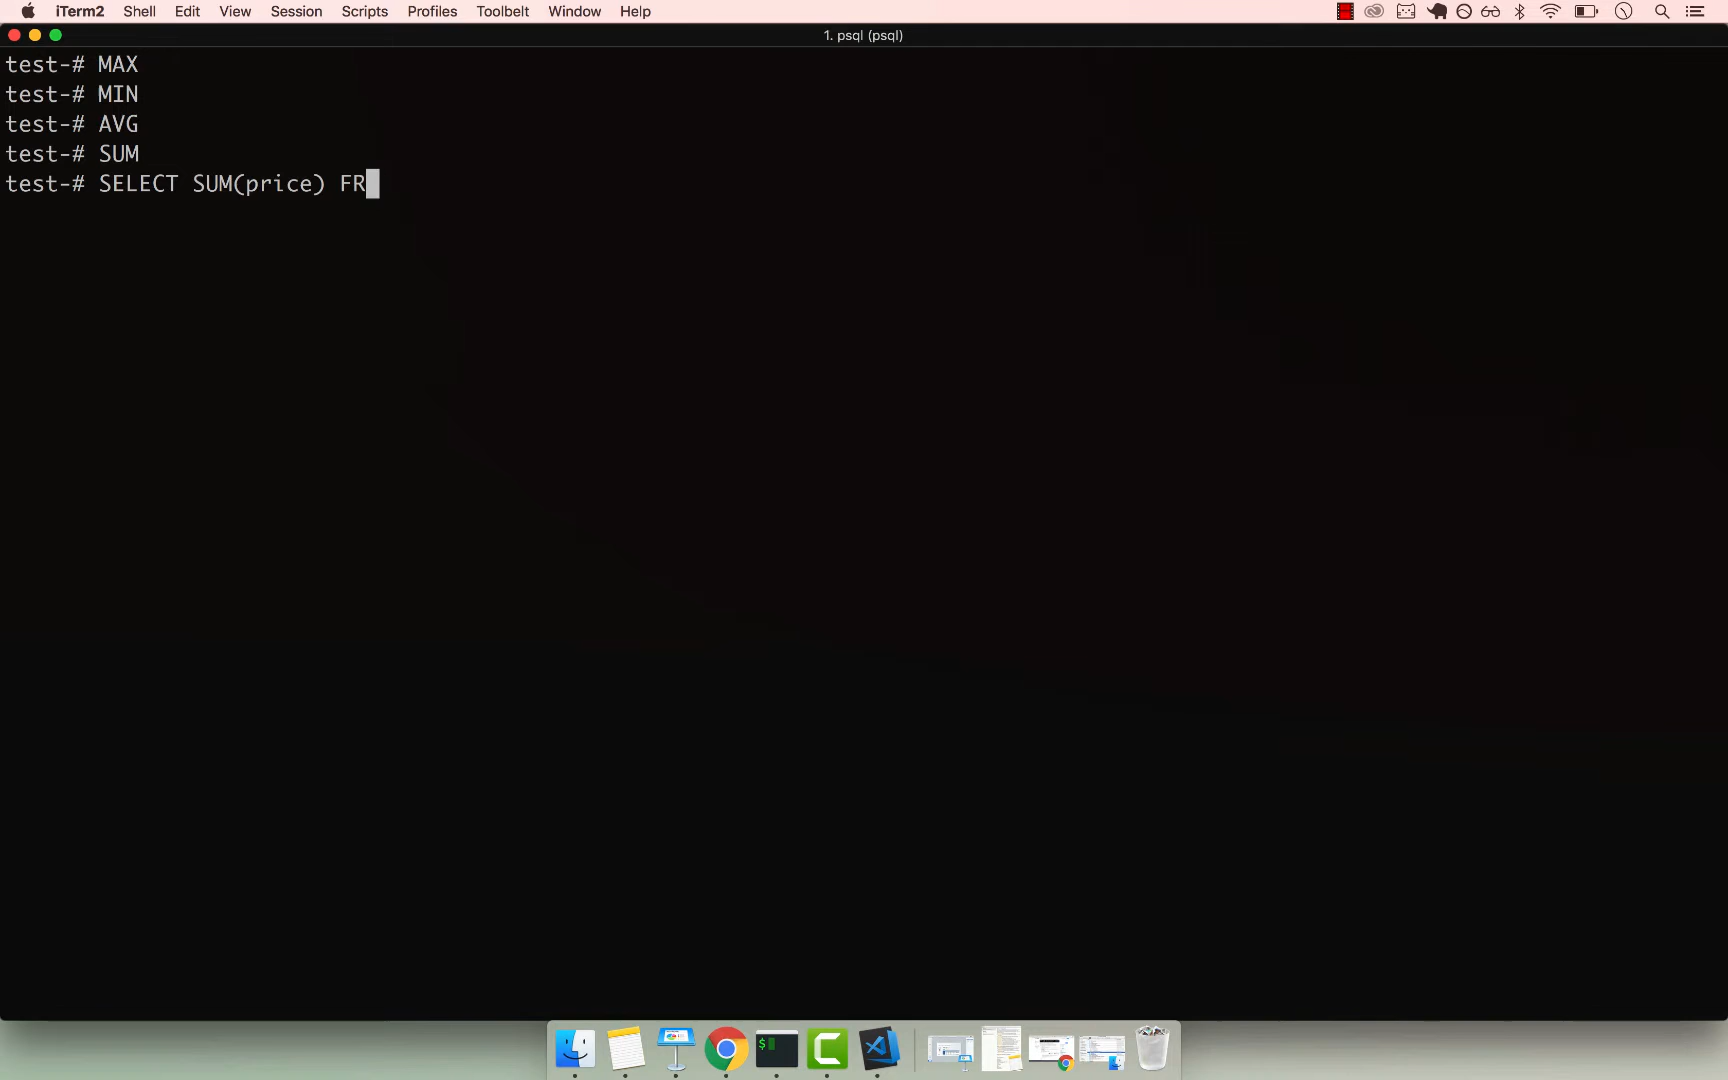 iTerm2 Shell Edit View Session Scripts Profiles Toolbelt Window Help
1. psql (psql)
test-# MAX
test-# MIN
test-# AVG
test-# SUM
test-# SELECT SUM(price) FR
$